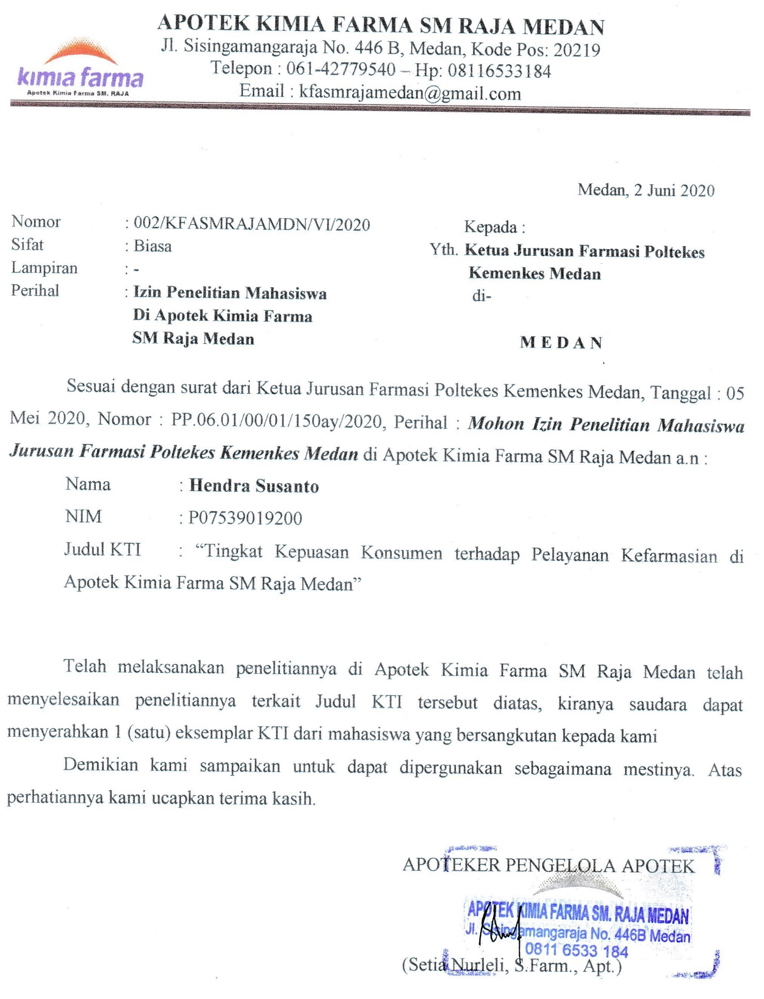 APOTEK KIMIA FARMA SM RAJA MEDAN
Jl. Sisingamangaraja No. 446 B, Medan, Kode Pos: 20219
Telepon : 061-42779540 – Hp: 08116533184
Email : kfasmrajamedan@gmail.com
kimia farma
Apotek Kimia Farma SM. RAJA
Medan, 2 Juni 2020
Nomor : 002/KFASMRAJAMDN/VI/2020
Sifat : Biasa
Lampiran : -
Perihal : Izin Penelitian Mahasiswa
Di Apotek Kimia Farma
SM Raja Medan
Kepada :
Yth. Ketua Jurusan Farmasi Poltekes
Kemenkes Medan
di-
M E D A N
Sesuai dengan surat dari Ketua Jurusan Farmasi Poltekes Kemenkes Medan, Tanggal : 05
Mei 2020, Nomor : PP.06.01/00/01/150ay/2020, Perihal : Mohon Izin Penelitian Mahasiswa
Jurusan Farmasi Poltekes Kemenkes Medan di Apotek Kimia Farma SM Raja Medan a.n :
Nama : Hendra Susanto
NIM : P07539019200
Judul KTI : “Tingkat Kepuasan Konsumen terhadap Pelayanan Kefarmasian di
Apotek Kimia Farma SM Raja Medan”
Telah melaksanakan penelitiannya di Apotek Kimia Farma SM Raja Medan telah
menyelesaikan penelitiannya terkait Judul KTI tersebut diatas, kiranya saudara dapat
menyerahkan 1 (satu) eksemplar KTI dari mahasiswa yang bersangkutan kepada kami
Demikian kami sampaikan untuk dapat dipergunakan sebagaimana mestinya. Atas
perhatiannya kami ucapkan terima kasih.
APOTEKER PENGELOLA APOTEK
APOTEK KIMIA FARMA SM. RAJA MEDAN
Jl. Sisingamangaraja No. 446B Medan
0811 6533 184
(Setia Nurleli, S.Farm., Apt.)